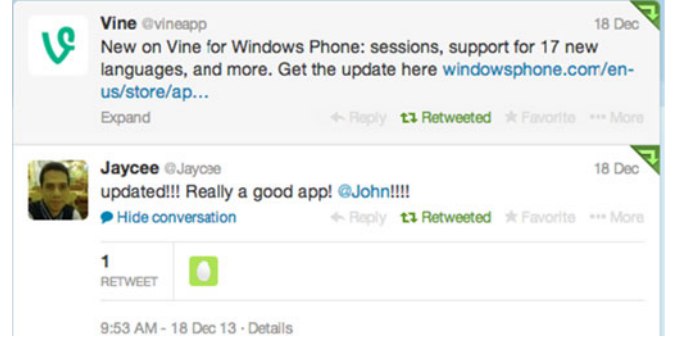 Vine @vineapp 18 Dec
New on Vine for Windows Phone: sessions, support for 17 new
languages, and more. Get the update here windowsphone.com/en-
us/store/ap...
Expand Reply Retweeted Favorite More
Jaycee @Jaycee 18 Dec
updated!!! Really a good app! @John!!!!
Hide conversation Reply Retweeted Favorite More
1
RETWEET
9:53 AM - 18 Dec 13 · Details